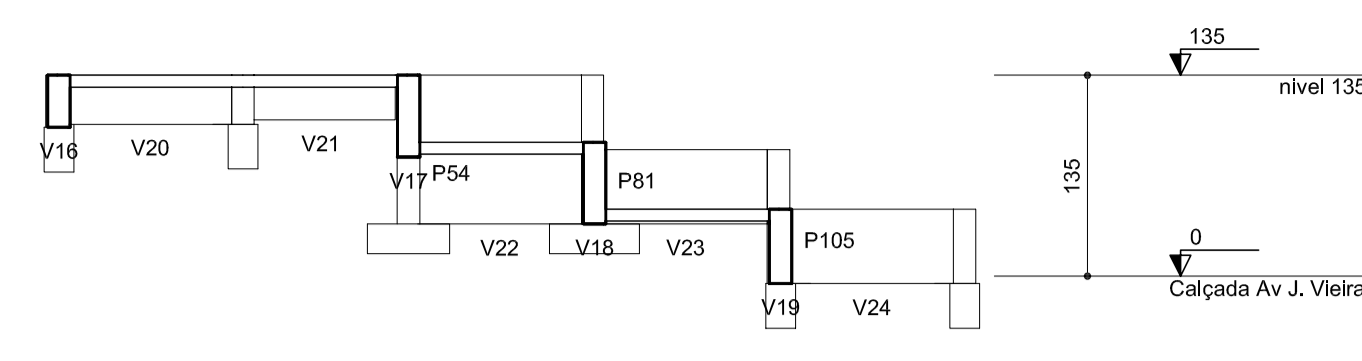 135
nivel 135
V16
V20
V21
V17
P54
P81
135
V22
V18
V23
P105
0
Calçada Av J. Vieira
V19
V24